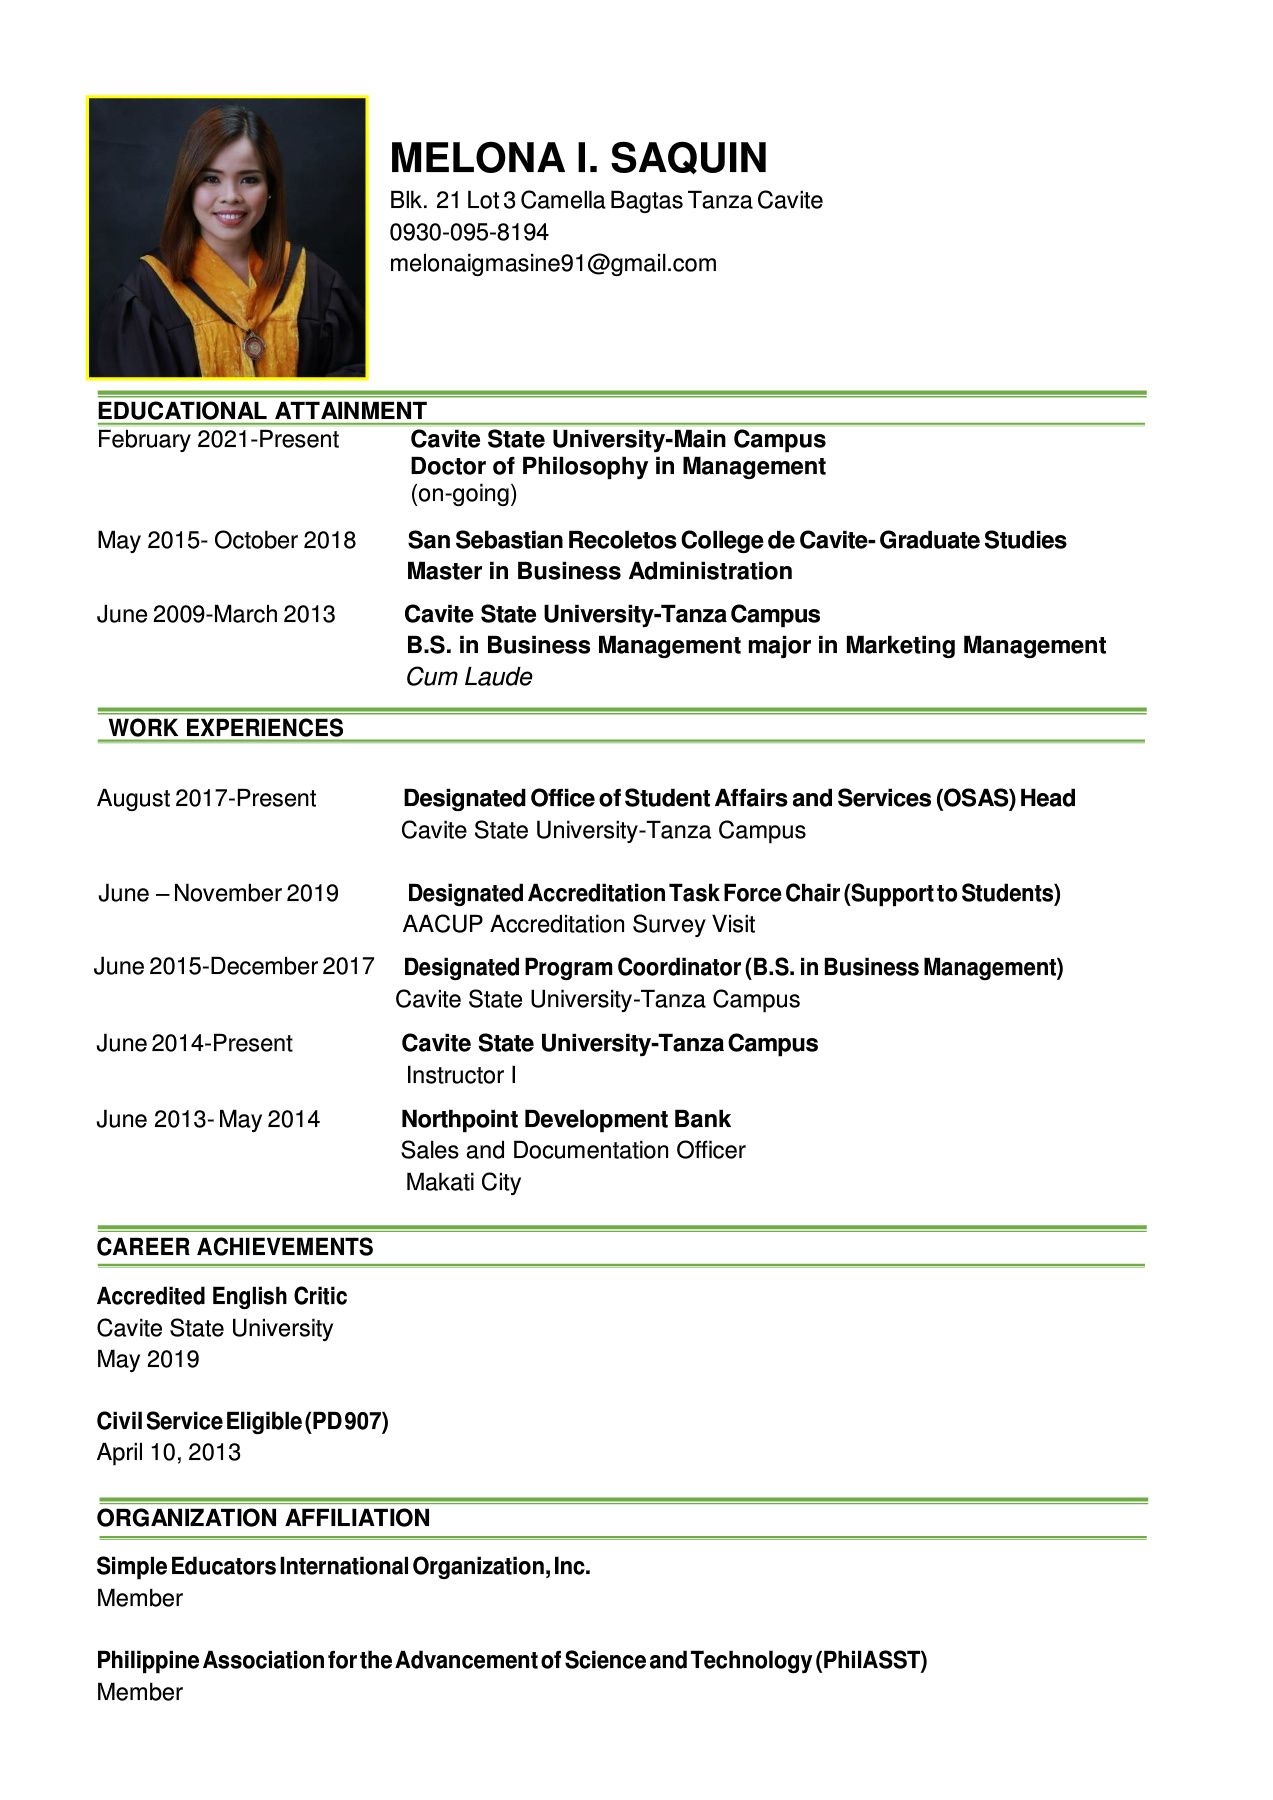 MELONA I. SAQUIN
Blk. 21 Lot 3 Camella Bagtas Tanza Cavite
0930-095-8194
melonaigmasine91@gmail.com
EDUCATIONAL ATTAINMENT
February 2021-Present Cavite State University-Main Campus
Doctor of Philosophy in Management
(on-going)
May 2015- October 2018 San Sebastian Recoletos College de Cavite- Graduate Studies
Master in Business Administration
June 2009-March 2013 Cavite State University-Tanza Campus
B.S. in Business Management major in Marketing Management
Cum Laude
WORK EXPERIENCES
August 2017-Present Designated Office of Student Affairs and Services (OSAS) Head
Cavite State University-Tanza Campus
June – November 2019 Designated Accreditation Task Force Chair (Support to Students)
AACUP Accreditation Survey Visit
June 2015-December 2017 Designated Program Coordinator (B.S. in Business Management)
Cavite State University-Tanza Campus
June 2014-Present Cavite State University-Tanza Campus
Instructor I
June 2013- May 2014 Northpoint Development Bank
Sales and Documentation Officer
Makati City
CAREER ACHIEVEMENTS
Accredited English Critic
Cavite State University
May 2019
Civil Service Eligible (PD 907)
April 10, 2013
ORGANIZATION AFFILIATION
Simple Educators International Organization, Inc.
Member
Philippine Association for the Advancement of Science and Technology (PhilASST)
Member